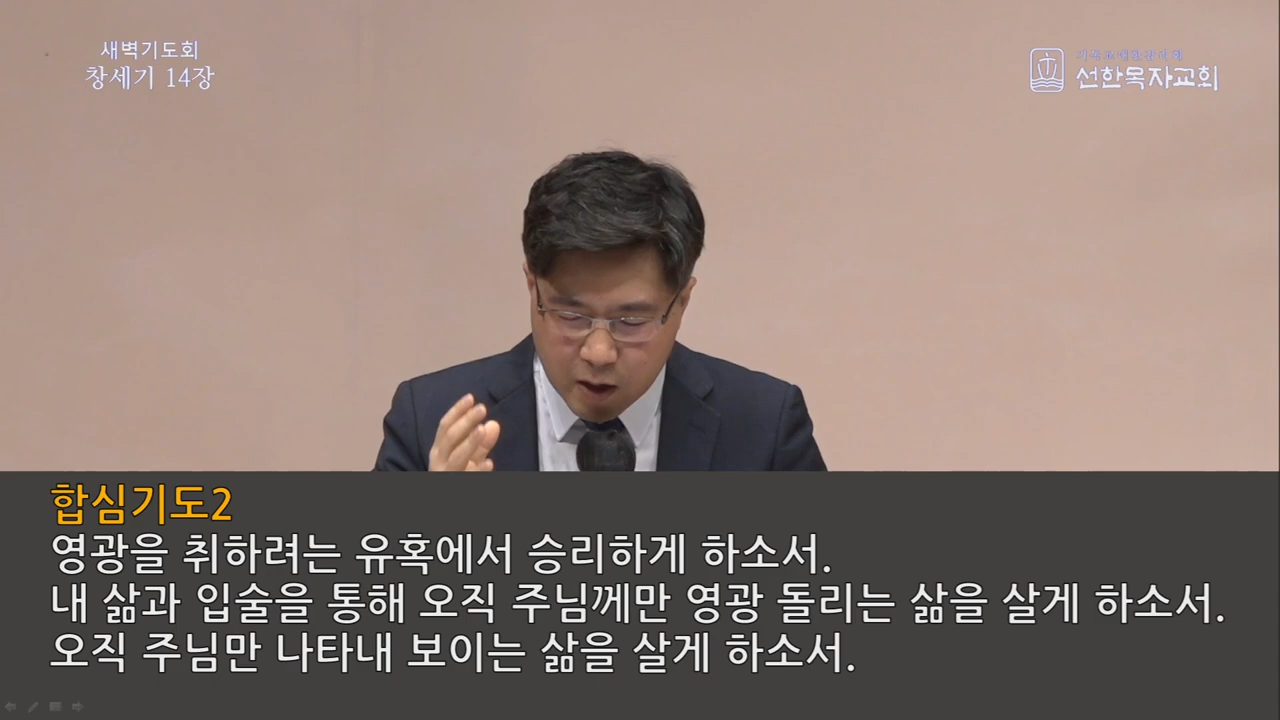 새벽기도회
창세기 14장
선한목자교회
합심기도2
영광을 취하려는 유혹에서 승리하게 하소서.
내 삶과 입술을 통해 오직 주님께만 영광 돌리는 삶을 살게 하소서.
오직 주님만 나타내 보이는 삶을 살게 하소서.